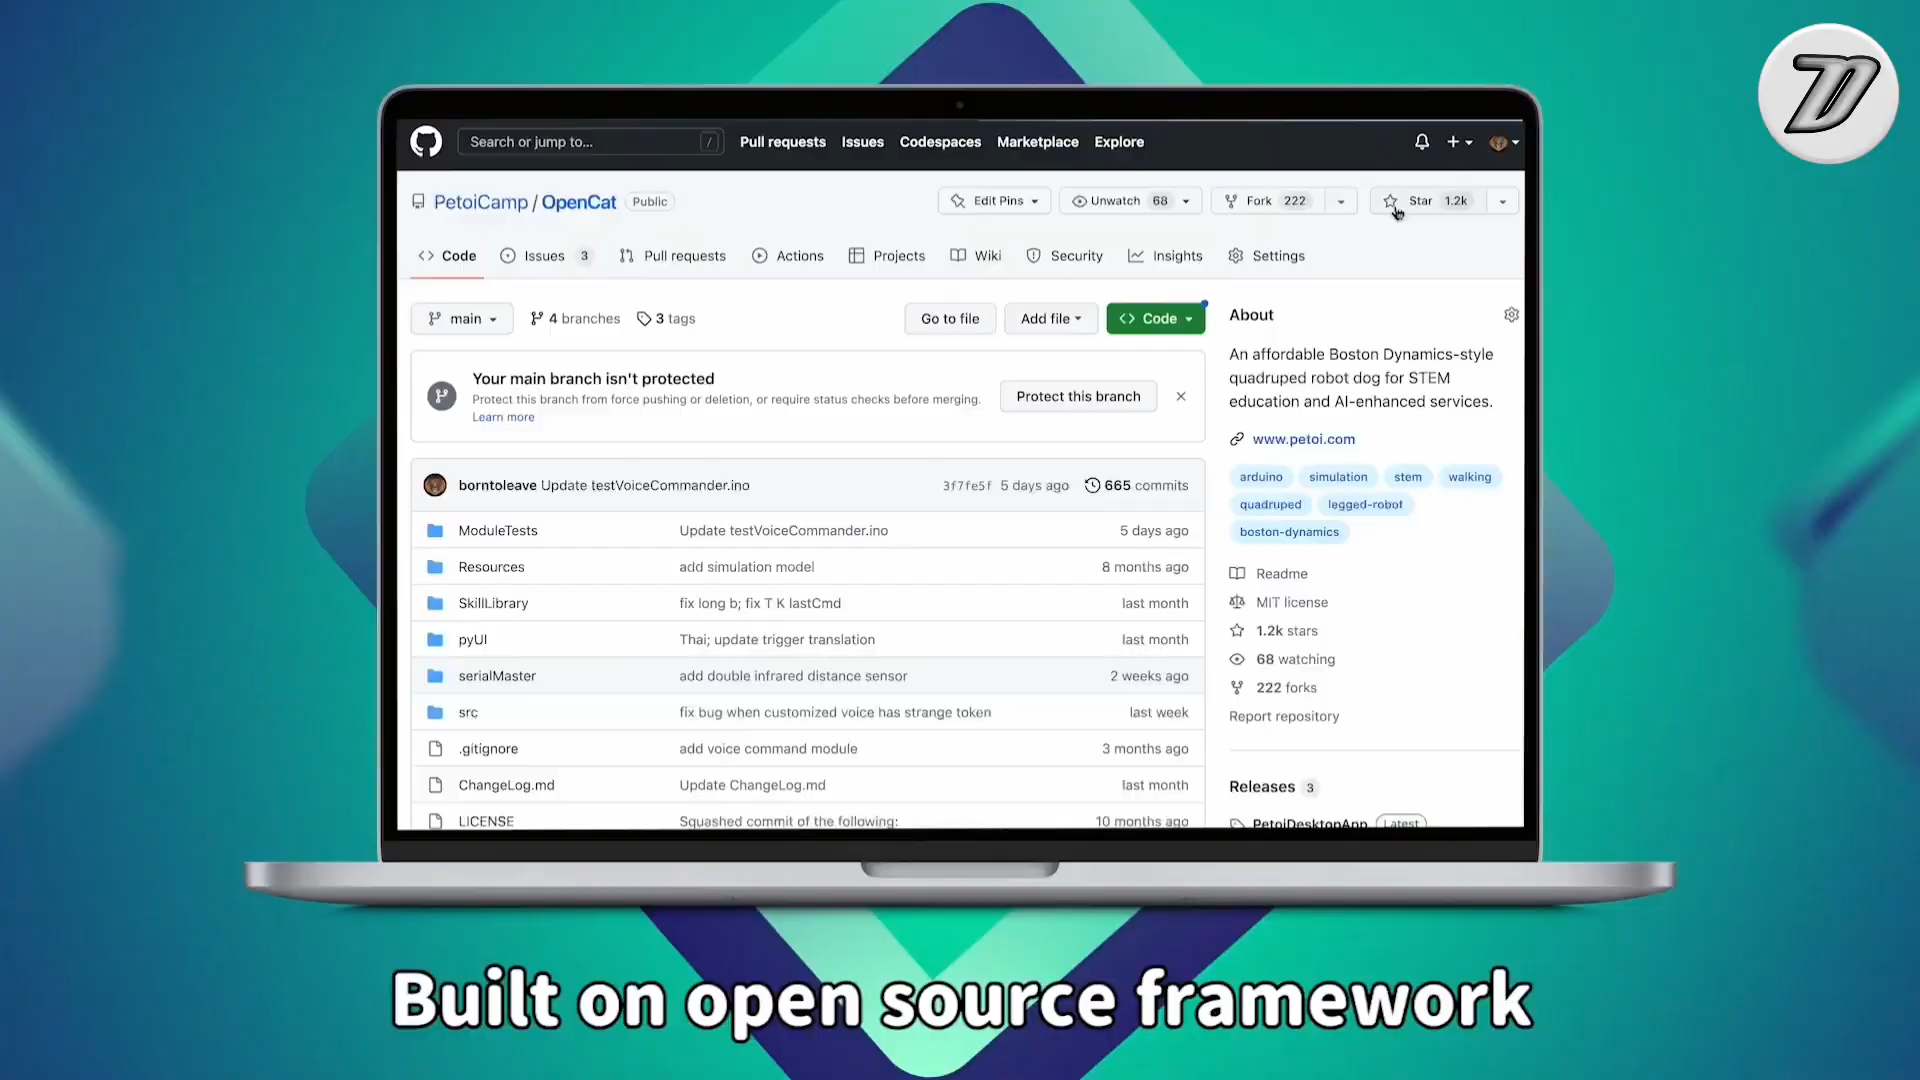 Search or jump to... /
Pull requests Issues Codespaces Marketplace Explore
PetoiCamp / OpenCat Public
Edit Pins Unwatch 68 Fork 222 Star 1.2k
Code Issues 3 Pull requests Actions Projects Wiki Security Insights Settings
main 4 branches 3 tags Go to file Add file Code
Your main branch isn't protected
Protect this branch from force pushing or deletion, or require status checks before merging.
Learn more
Protect this branch
borntoleave Update testVoiceCommander.ino 3f7fe5f 5 days ago 665 commits
ModuleTests Update testVoiceCommander.ino 5 days ago
Resources add simulation model 8 months ago
SkillLibrary fix long b; fix T K lastCmd last month
pyUI Thai; update trigger translation last month
serialMaster add double infrared distance sensor 2 weeks ago
src fix bug when customized voice has strange token last week
.gitignore add voice command module 3 months ago
ChangeLog.md Update ChangeLog.md last month
LICENSE Squashed commit of the following: 10 months ago
About
An affordable Boston Dynamics-style
quadruped robot dog for STEM
education and AI-enhanced services.
www.petoi.com
arduino simulation stem walking
quadruped legged-robot
boston-dynamics
Readme
MIT license
1.2k stars
68 watching
222 forks
Report repository
Releases 3
PetoiDesktopApp Latest
Built on open source framework